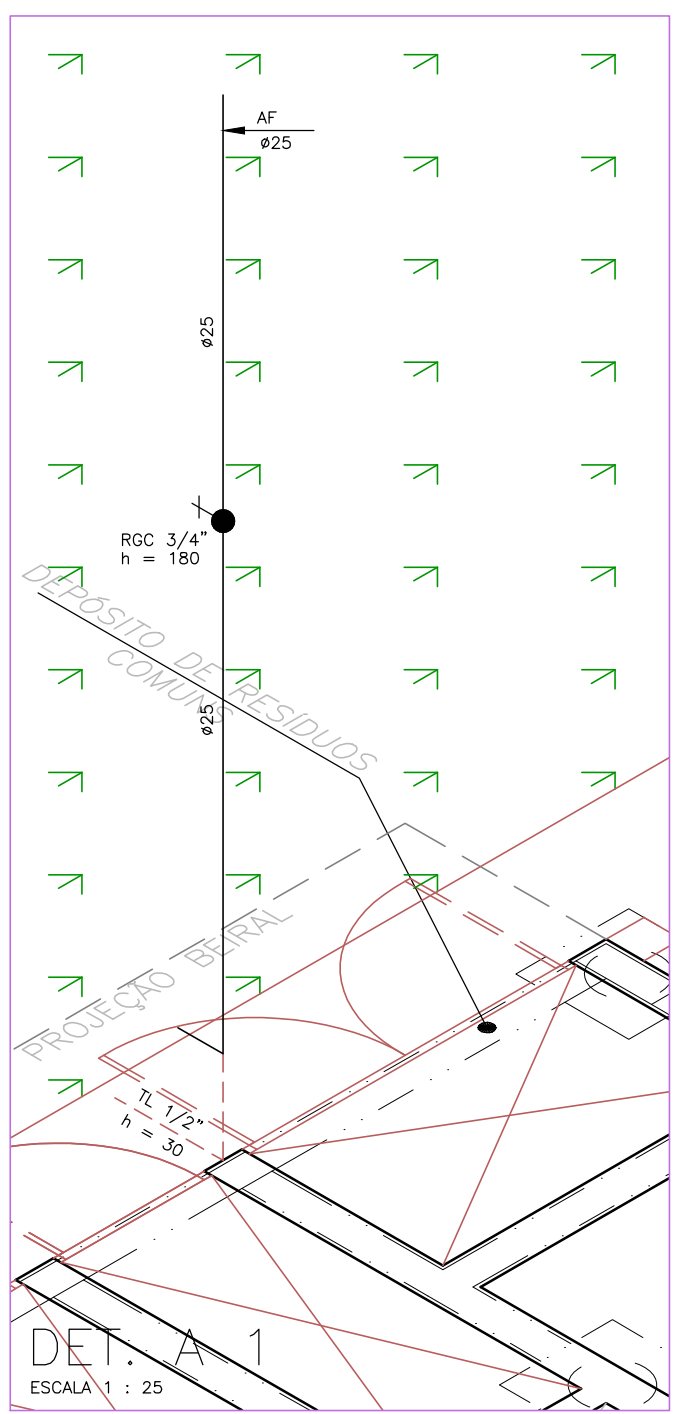 AF
ø25
ø25
RGC 3/4"
h = 180
DEPÓSITO DE RESÍDUOS
COMUNS
ø25
PROJEÇÃO BEIRAL
TL 1/2"
h = 30
DET. A 1
ESCALA 1 : 25